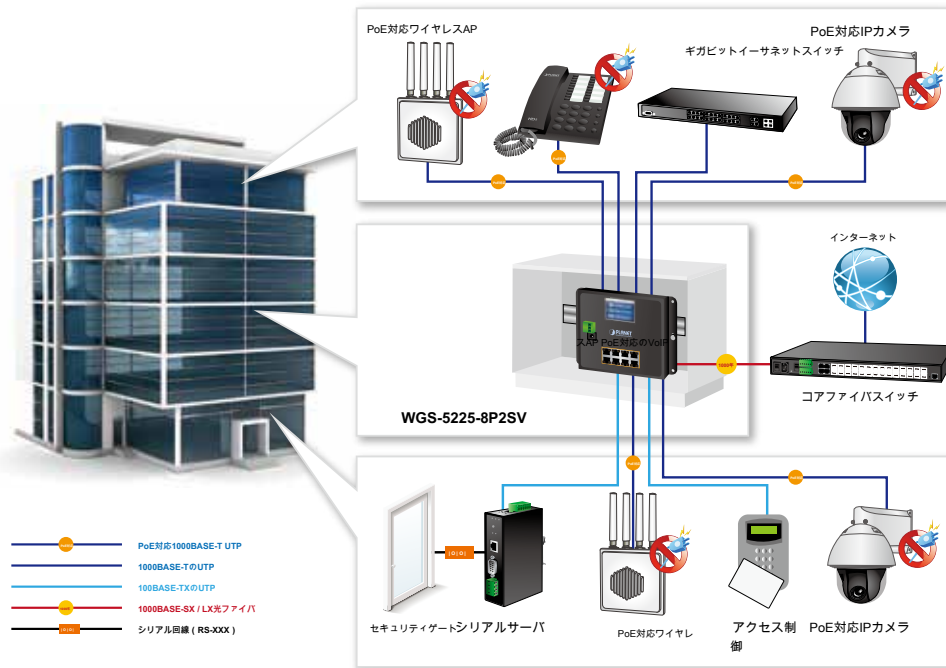 PoE対応ワイヤレスAP
PoE対応IPカメラ
ギガビットイーサネットスイッチ
インターネット
PLANET
スAP PoE対応のVoIP
コアファイバスイッチ
WGS-5225-8P2SV
PoE対応1000BASE-T UTP
1000BASE-TのUTP
100BASE-TXのUTP
1000BASE-SX / LX光ファイバ
シリアル回線 ( RS-XXX )
セキュリティゲート
シリアルサーバ
PoE対応ワイヤレ
アクセス制
御
PoE対応IPカメラ